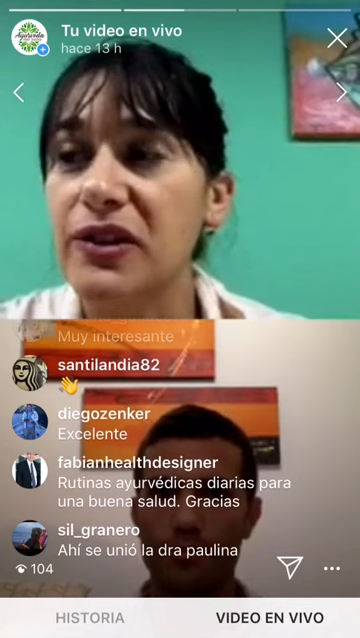 Ayurveda
Tu video en vivo
hace 13 h
Muy interesante
santilandia82
👋
diegozenker
Excelente
fabianhealthdesigner
Rutinas ayurvédicas diarias para
una buena salud. Gracias
sil_granero
Ahí se unió la dra paulina
104
HISTORIA
VIDEO EN VIVO